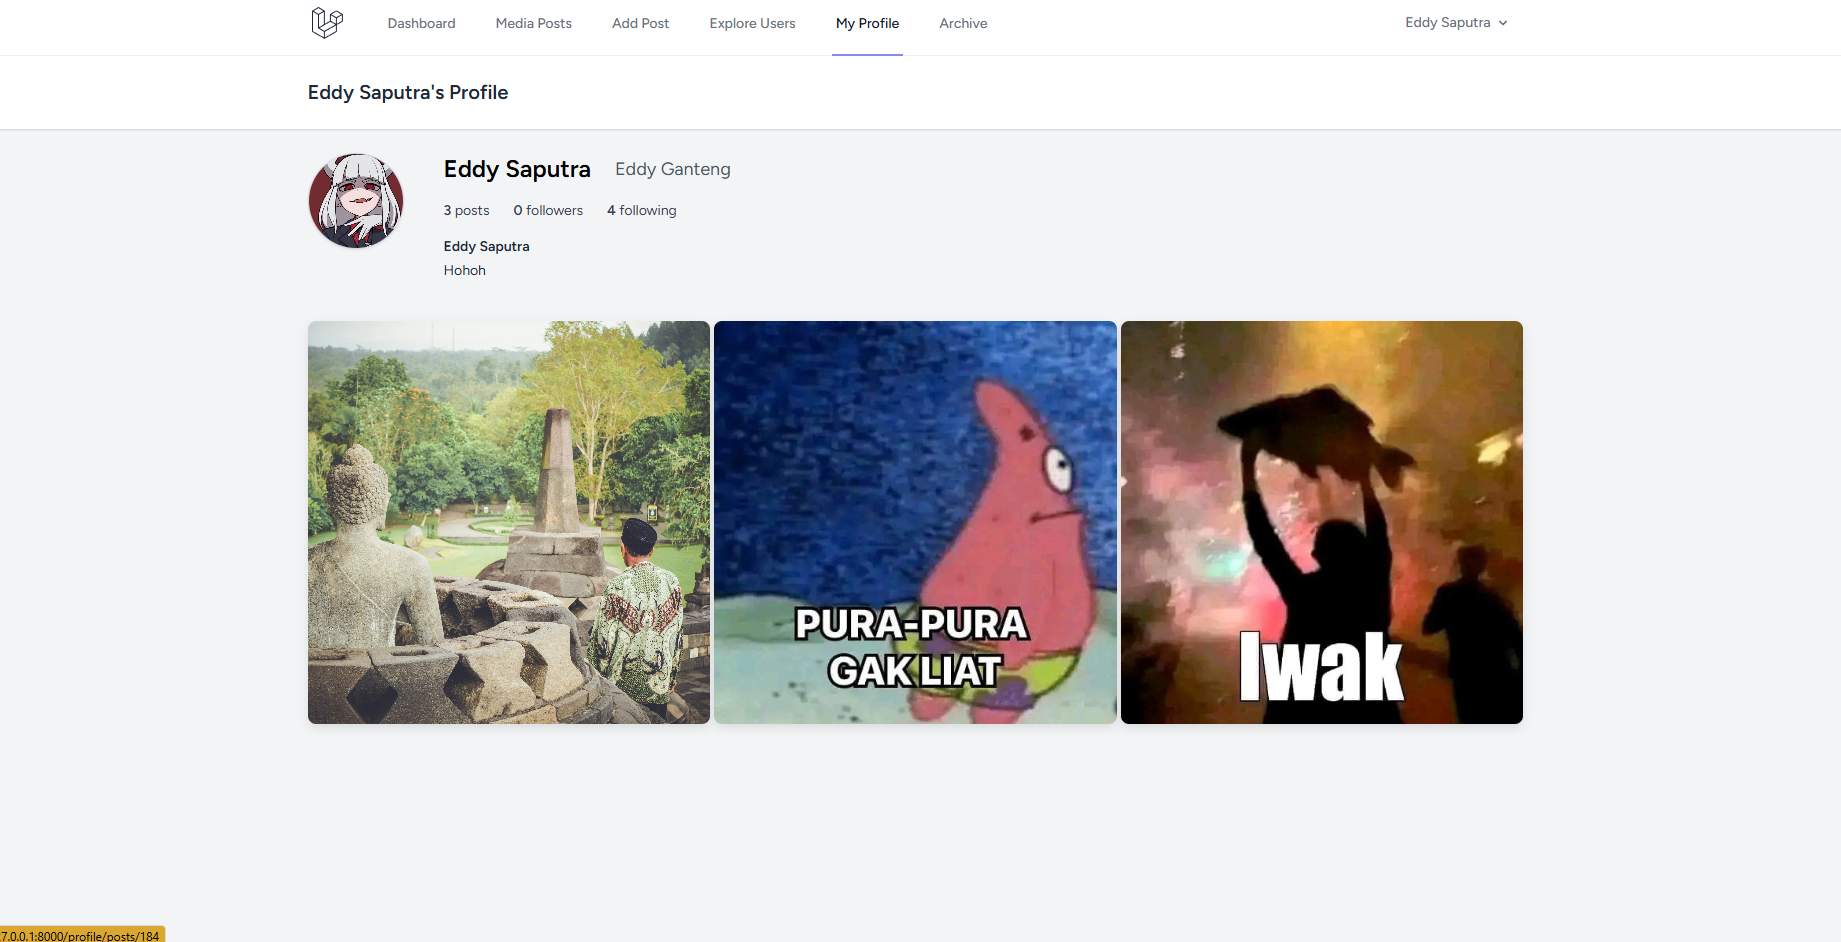 Dashboard Media Posts Add Post Explore Users My Profile Archive Eddy Saputra
Eddy Saputra's Profile
Eddy Saputra Eddy Ganteng
3 posts 0 followers 4 following
Eddy Saputra
Hohoh
PURA-PURA
GAK LIAT
Iwak
7.0.0.1:8000/profile/posts/184